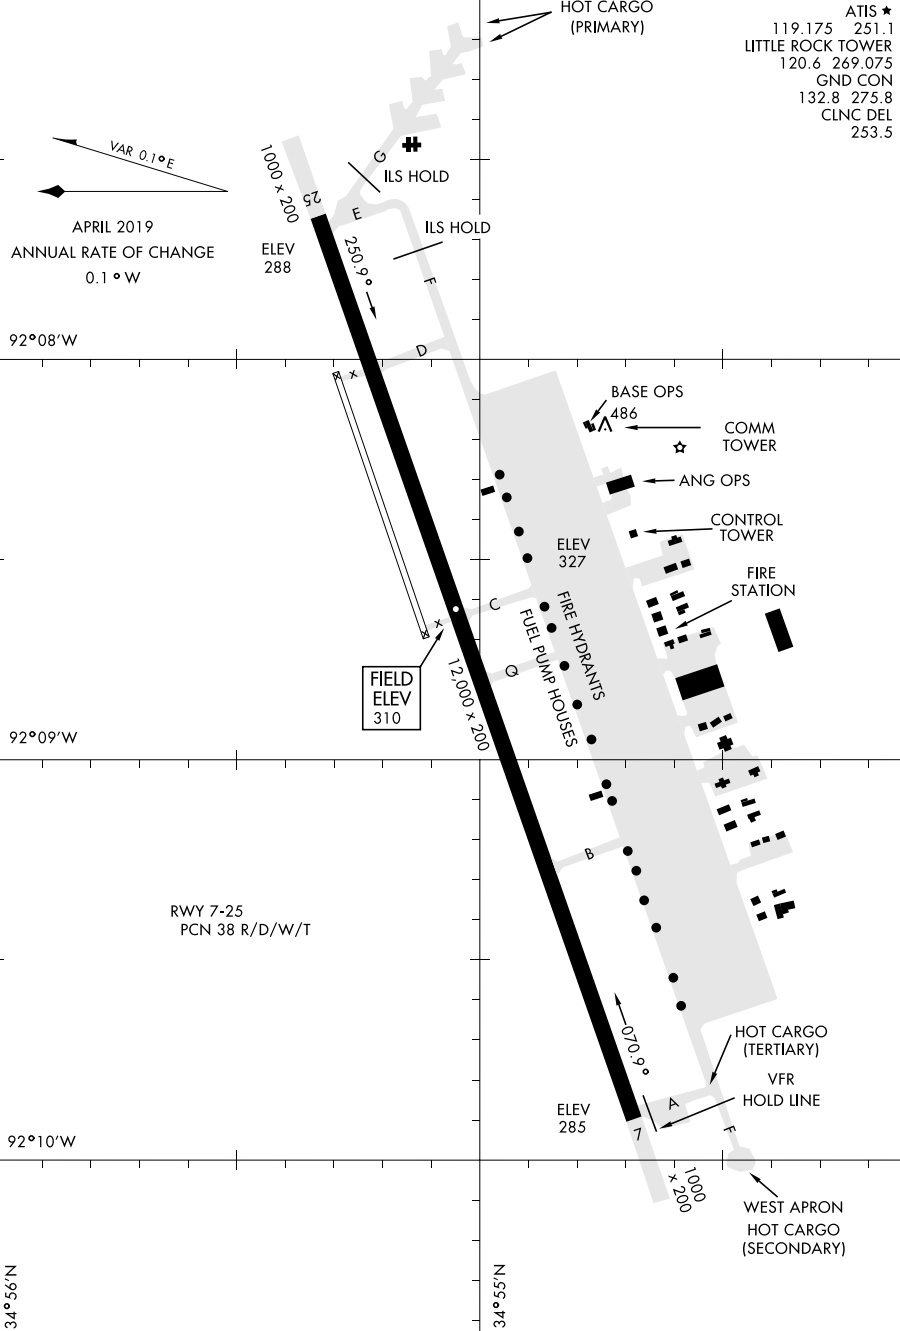 HOT CARGO
(PRIMARY)
ATIS ★
119.175 251.1
LITTLE ROCK TOWER
120.6 269.075
GND CON
132.8 275.8
CLNC DEL
253.5
VAR 0.1° E
APRIL 2019
ANNUAL RATE OF CHANGE
0.1° W
1000 x 200
G
ILS HOLD
25
E
ILS HOLD
ELEV
288
250.9°
F
92°08'W
D
x
x
BASE OPS
486
COMM
TOWER
ANG OPS
CONTROL
TOWER
ELEV
327
FIRE
STATION
C
FIRE HYDRANTS
FUEL PUMP HOUSES
x
x
FIELD
ELEV
310
12,000 x 200
Q
92°09'W
B
RWY 7-25
PCN 38 R/D/W/T
070.9°
HOT CARGO
(TERTIARY)
VFR
HOLD LINE
ELEV
285
A
7
F
92°10'W
1000
x 200
WEST APRON
HOT CARGO
(SECONDARY)
34°56'N
34°55'N